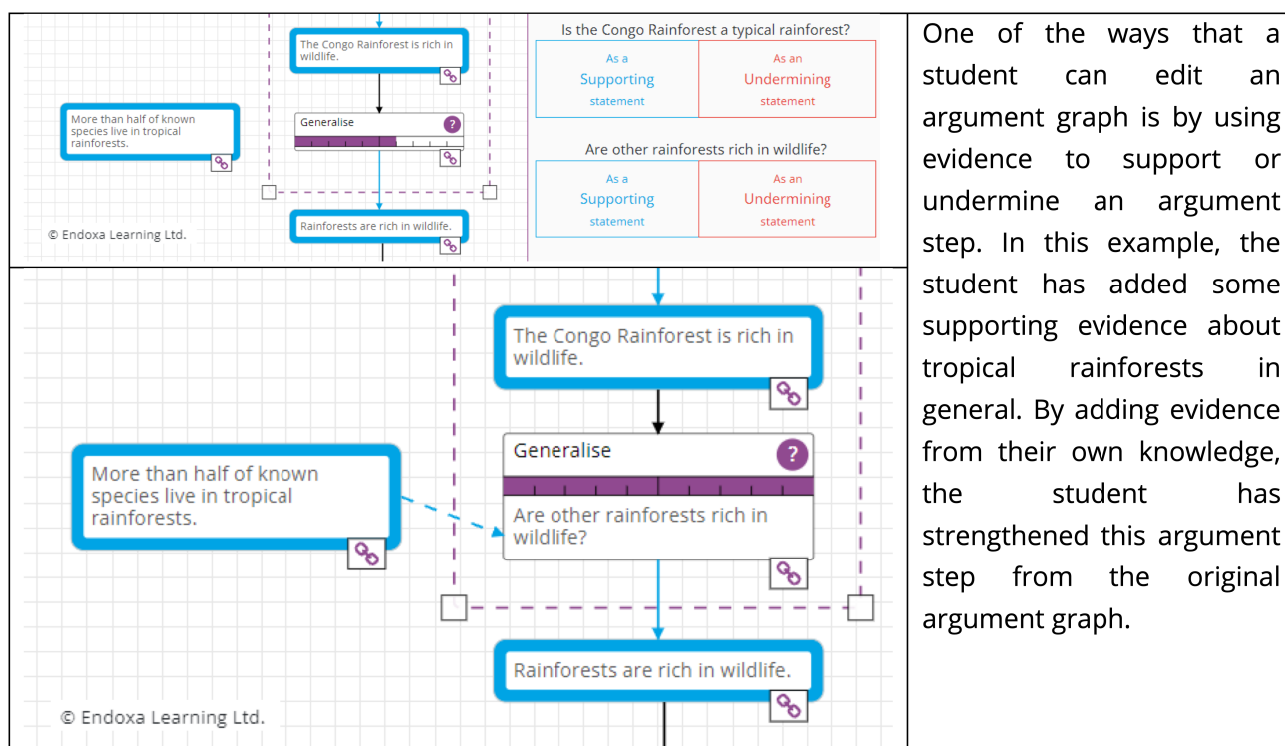 The Congo Rainforest is rich in
wildlife.
More than half of known
species live in tropical
rainforests.
Generalise
?
Rainforests are rich in wildlife.
© Endoxa Learning Ltd.
Is the Congo Rainforest a typical rainforest?
As a
Supporting
statement
As an
Undermining
statement
Are other rainforests rich in wildlife?
As a
Supporting
statement
As an
Undermining
statement
The Congo Rainforest is rich in
wildlife.
More than half of known
species live in tropical
rainforests.
Generalise
?
Are other rainforests rich in
wildlife?
Rainforests are rich in wildlife.
© Endoxa Learning Ltd.
One of the ways that a
student can edit an
argument graph is by using
evidence to support or
undermine an argument
step. In this example, the
student has added some
supporting evidence about
tropical rainforests in
general. By adding evidence
from their own knowledge,
the student has
strengthened this argument
step from the original
argument graph.